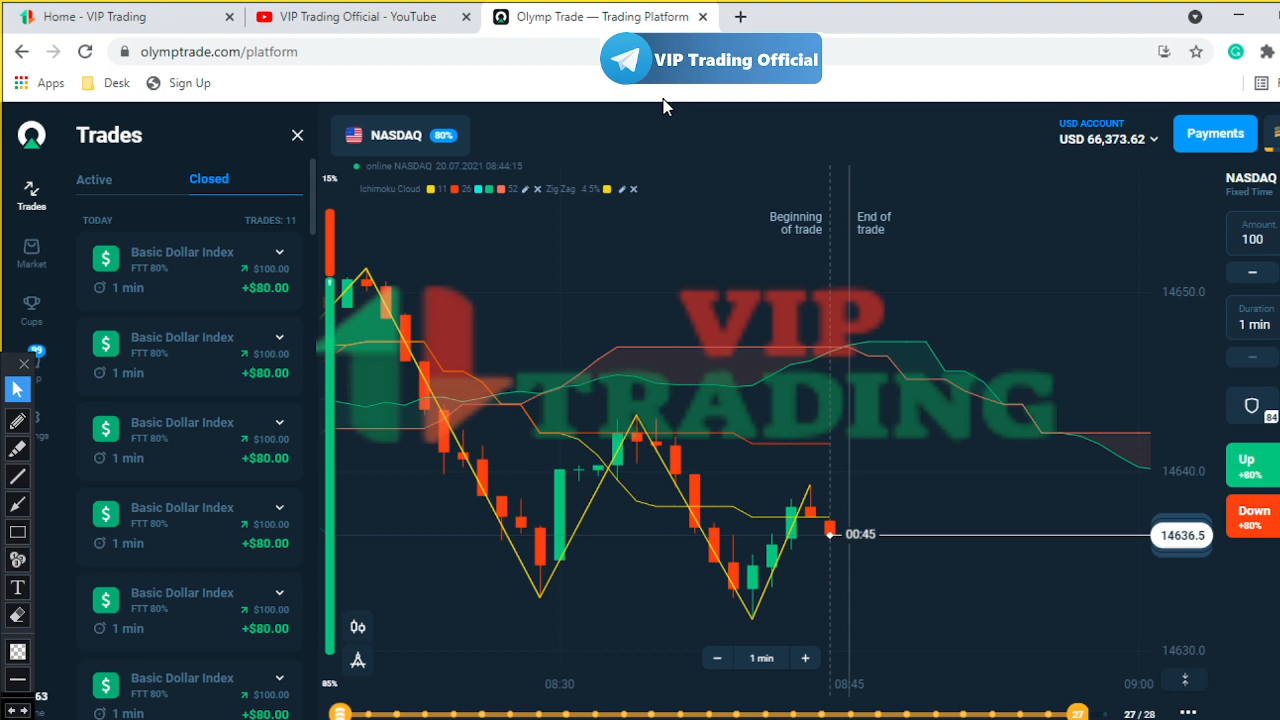 Home - VIP Trading
VIP Trading Official - YouTube
Olymp Trade — Trading Platform
olymptrade.com/platform
VIP Trading Official
Apps
Desk
Sign Up
Trades
Market
Cups
99
Trades
Active
Closed
TODAY
TRADES: 11
Basic Dollar Index
FTT 80%
$100.00
1 min
+$80.00
Basic Dollar Index
FTT 80%
$100.00
1 min
+$80.00
Basic Dollar Index
FTT 80%
$100.00
1 min
+$80.00
Basic Dollar Index
FTT 80%
$100.00
1 min
+$80.00
Basic Dollar Index
FTT 80%
$100.00
1 min
+$80.00
Basic Dollar Index
FTT 80%
$100.00
1 min
+$80.00
NASDAQ 80%
online NASDAQ 20.07.2021 08:44:15
Ichimoku Cloud 11 26 52 Zig Zag 4 5%
15%
85%
Beginning
of trade
End of
trade
VIP
TRADING
00:45
14650.0
14640.0
14636.5
14630.0
1 min
08:30
08:45
09:00
27
27 / 28
USD ACCOUNT
USD 66,373.62
Payments
NASDAQ
Fixed Time
Amount,
100
Duration
1 min
84
Up
+80%
Down
+80%